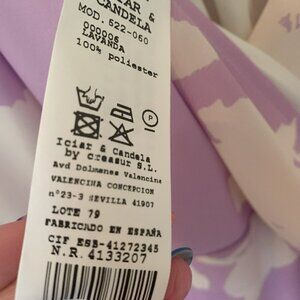 ICIAR &
CANDELA
MOD. 522-060
000006
LAVANDA
100% poliester
P
Iciar & Candela
by creasur S.L.
Avd Dolmenes Valencina
VALENCINA CONCEPCION
nº23-3 SEVILLA 41907
LOTE 79
FABRICADO EN ESPAÑA
CIF ESB-41272345
N.R. 4133207